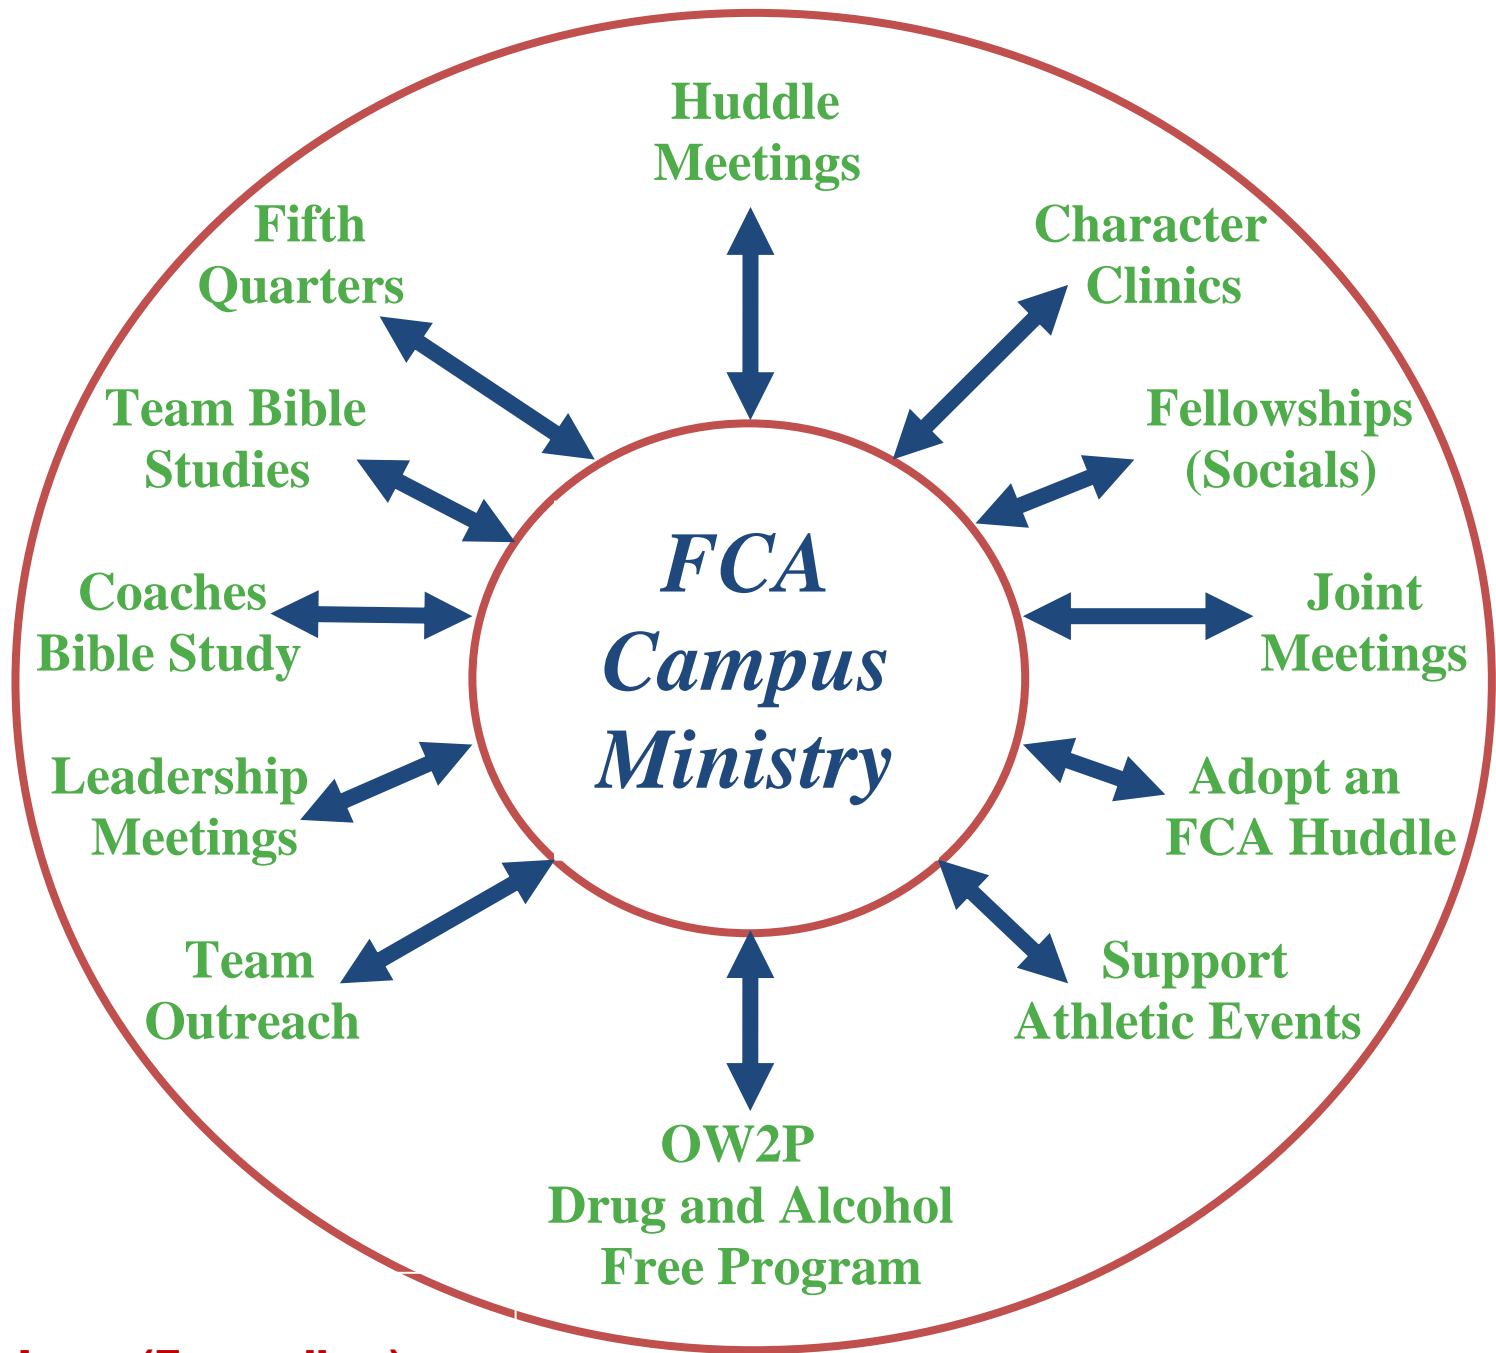 Huddle
Meetings
Fifth
Quarters
Character
Clinics
Team Bible
Studies
Fellowships
(Socials)
FCA
Campus
Ministry
Coaches
Bible Study
Joint
Meetings
Leadership
Meetings
Adopt an
FCA Huddle
Team
Outreach
Support
Athletic Events
OW2P
Drug and Alcohol
Free Program